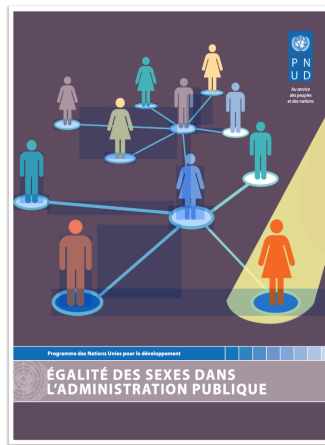 P N
U D
Au service
des peuples
et des nations
Programme des Nations Unies pour le développement
ÉGALITÉ DES SEXES DANS
L'ADMINISTRATION PUBLIQUE